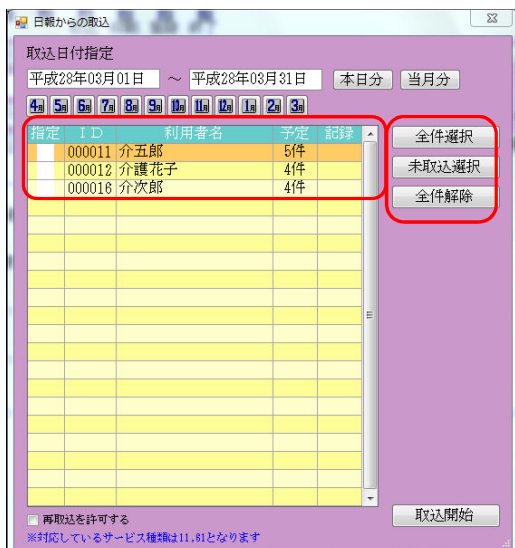 日報からの取込
取込日付指定
平成28年03月01日 ～ 平成28年03月31日 本日分 当月分
4月 5月 6月 7月 8月 9月 10月 11月 12月 1月 2月 3月
指定 ID 利用者名 予定 記録
000011 介五郎 5件
000012 介護花子 4件
000016 介次郎 4件
全件選択
未取込選択
全件解除
再取込を許可する
取込開始
※対応しているサービス種類は11,61となります